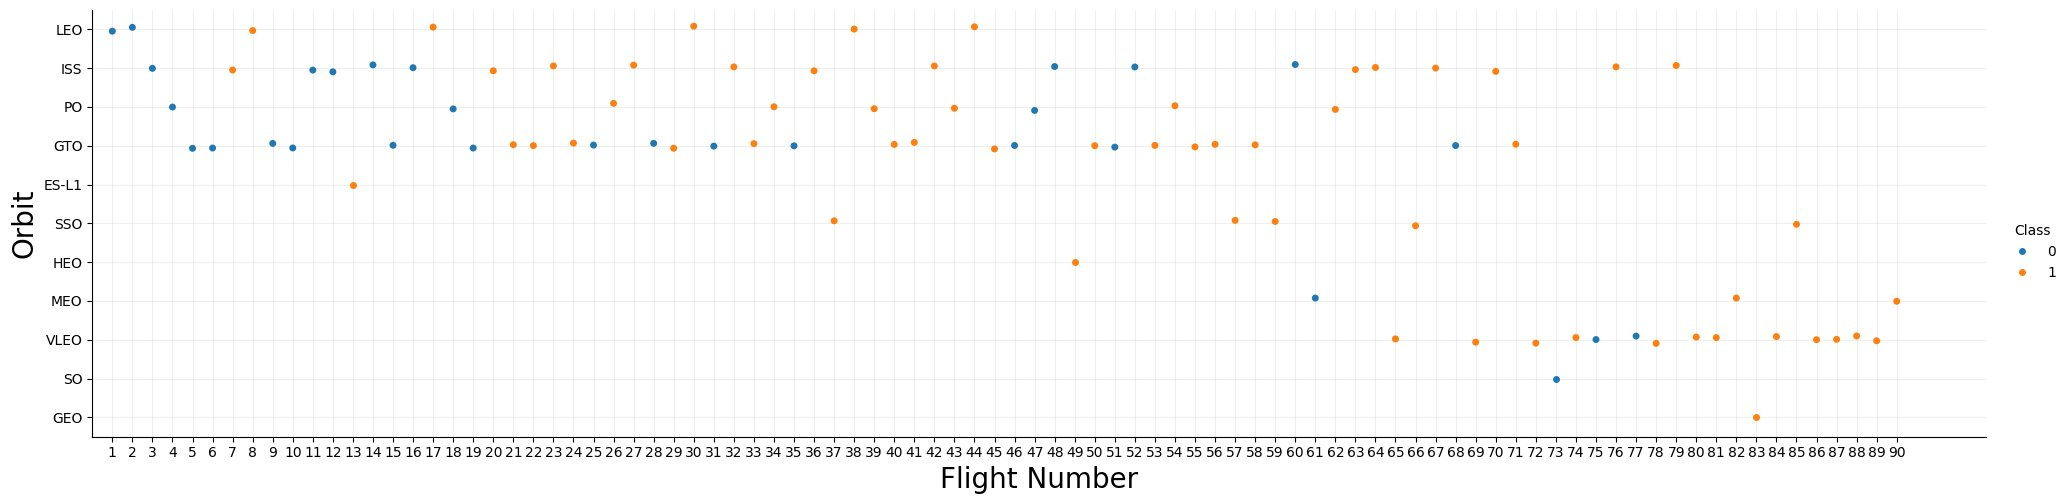 LEO
ISS
PO
GTO
ES-L1
SSO
HEO
MEO
VLEO
SO
GEO
Orbit
1 2 3 4 5 6 7 8 9 10 11 12 13 14 15 16 17 18 19 20 21 22 23 24 25 26 27 28 29 30 31 32 33 34 35 36 37 38 39 40 41 42 43 44 45 46 47 48 49 50 51 52 53 54 55 56 57 58 59 60 61 62 63 64 65 66 67 68 69 70 71 72 73 74 75 76 77 78 79 80 81 82 83 84 85 86 87 88 89 90
Flight Number
Class
0
1